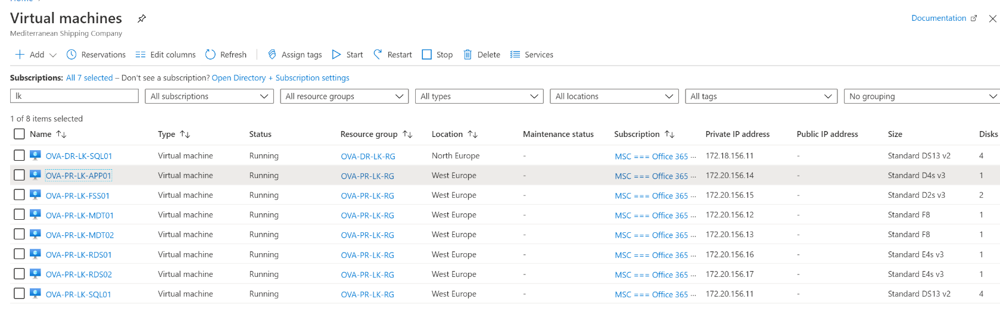 Home
Virtual machines
Documentation
Mediterranean Shipping Company
Add Reservations Edit columns Refresh Assign tags Start Restart Stop Delete Services
Subscriptions: All 7 selected – Don't see a subscription? Open Directory + Subscription settings
lk All subscriptions All resource groups All types All locations All tags No grouping
1 of 8 items selected
Name Type Status Resource group Location Maintenance status Subscription Private IP address Public IP address Size Disks
OVA-DR-LK-SQL01 Virtual machine Running OVA-DR-LK-RG North Europe - MSC === Office 365 ... 172.18.156.11 - Standard DS13 v2 4
OVA-PR-LK-APP01 Virtual machine Running OVA-PR-LK-RG West Europe - MSC === Office 365 ... 172.20.156.14 - Standard D4s v3 1
OVA-PR-LK-FSS01 Virtual machine Running OVA-PR-LK-RG West Europe - MSC === Office 365 ... 172.20.156.15 - Standard D2s v3 2
OVA-PR-LK-MDT01 Virtual machine Running OVA-PR-LK-RG West Europe - MSC === Office 365 ... 172.20.156.12 - Standard F8 1
OVA-PR-LK-MDT02 Virtual machine Running OVA-PR-LK-RG West Europe - MSC === Office 365 ... 172.20.156.13 - Standard F8 1
OVA-PR-LK-RDS01 Virtual machine Running OVA-PR-LK-RG West Europe - MSC === Office 365 ... 172.20.156.16 - Standard E4s v3 1
OVA-PR-LK-RDS02 Virtual machine Running OVA-PR-LK-RG West Europe - MSC === Office 365 ... 172.20.156.17 - Standard E4s v3 1
OVA-PR-LK-SQL01 Virtual machine Running OVA-PR-LK-RG West Europe - MSC === Office 365 ... 172.20.156.11 - Standard DS13 v2 4